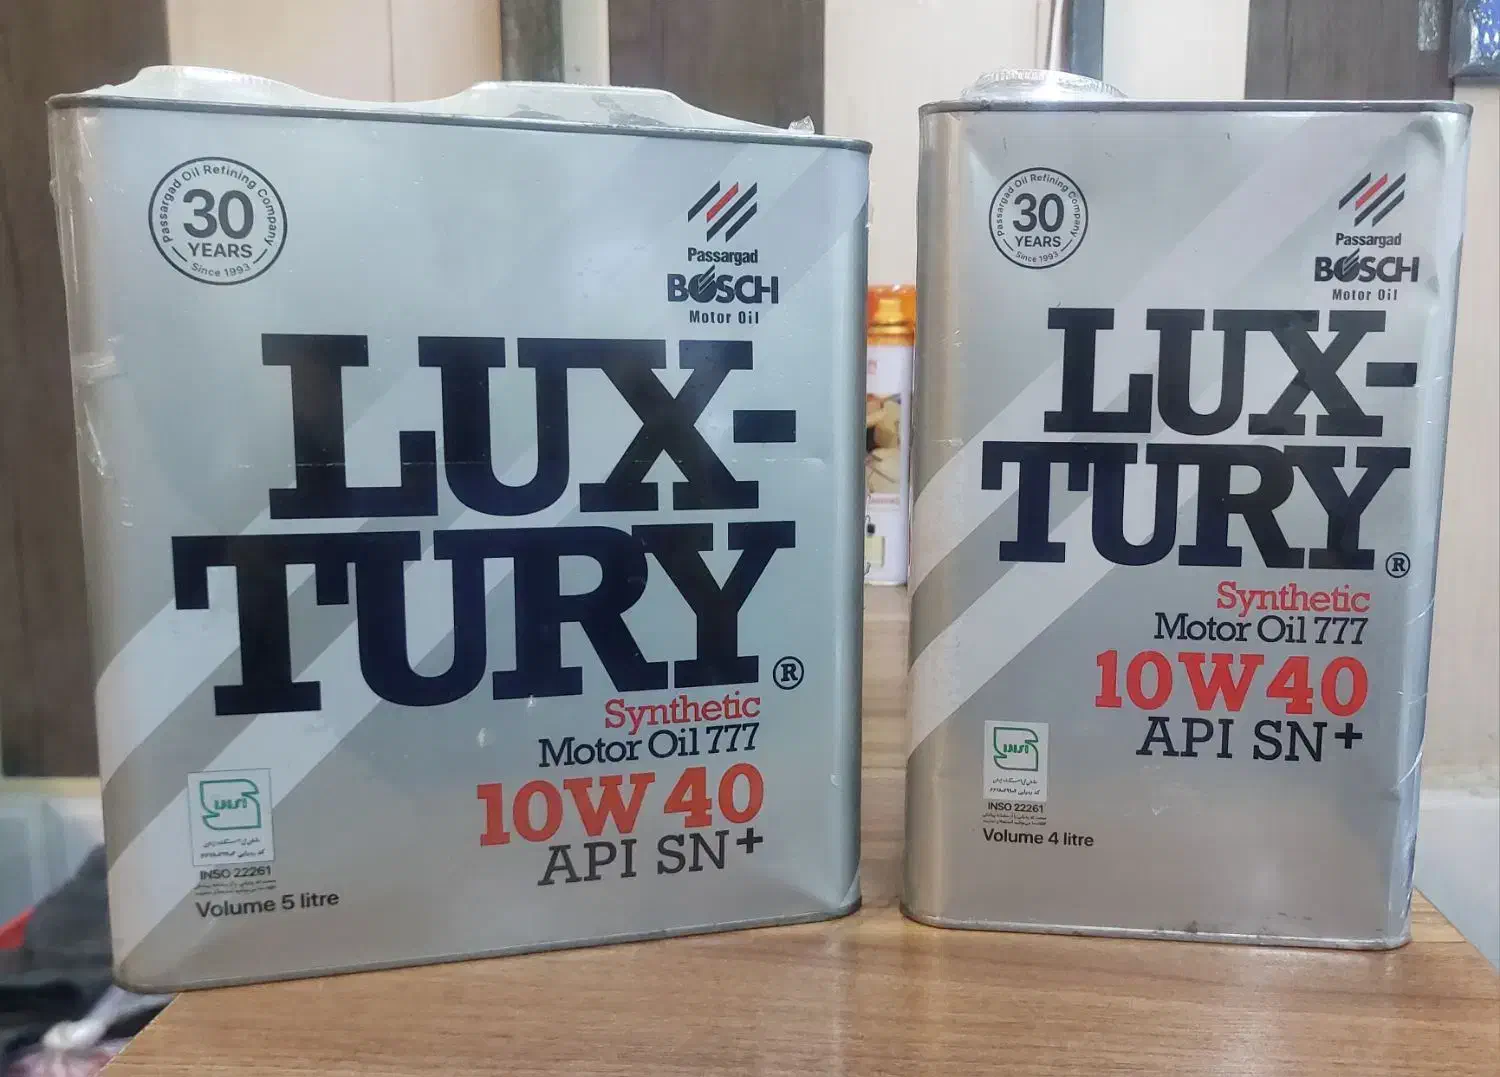 Passargad Oil Refining Company
30
YEARS
Since 1993
Passargad
BOSCH
Motor Oil
LUX-
TURY®
Synthetic
Motor Oil 777
10W40
API SN+
INSO 22261
Volume 5 litre
Passargad Oil Refining Company
30
YEARS
Since 1993
Passargad
BOSCH
Motor Oil
LUX-
TURY®
Synthetic
Motor Oil 777
10W40
API SN+
INSO 22261
Volume 4 litre